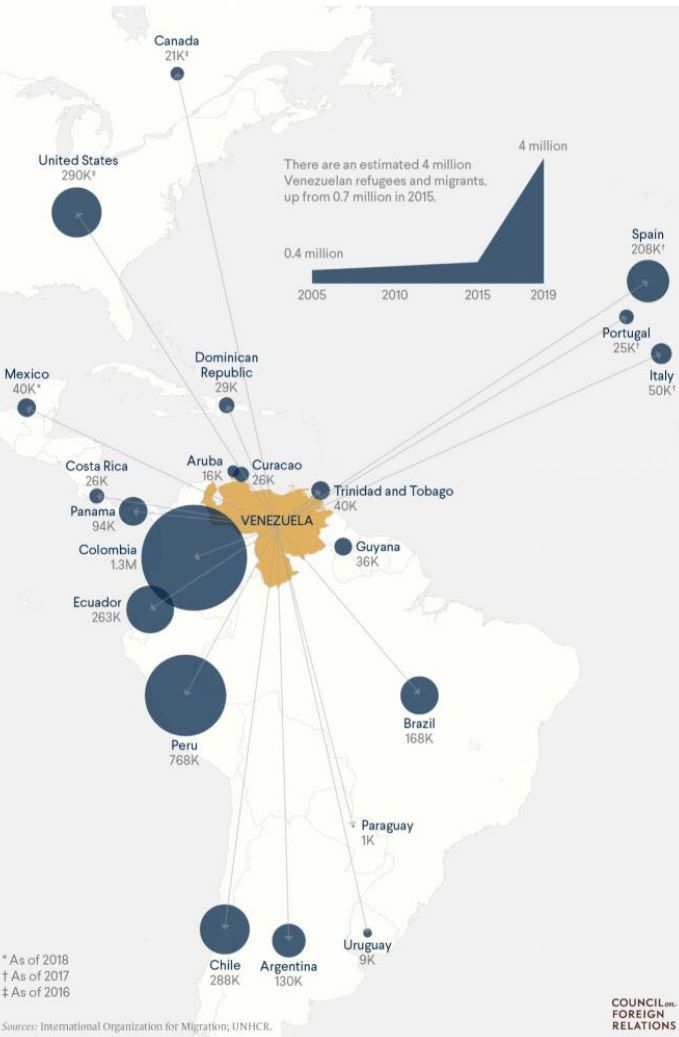 Canada
21K‡
United States
290K‡
There are an estimated 4 million
Venezuelan refugees and migrants,
up from 0.7 million in 2015.
4 million
0.4 million
2005
2010
2015
2019
Spain
208K†
Portugal
25K†
Italy
50K†
Mexico
40K*
Dominican
Republic
29K
Aruba
16K
Curacao
26K
Trinidad and Tobago
40K
Costa Rica
26K
Panama
94K
VENEZUELA
Colombia
1.3M
Guyana
36K
Ecuador
263K
Peru
768K
Brazil
168K
Paraguay
1K
Chile
288K
Argentina
130K
Uruguay
9K
* As of 2018
† As of 2017
‡ As of 2016
Sources: International Organization for Migration; UNHCR.
COUNCIL on
FOREIGN
RELATIONS